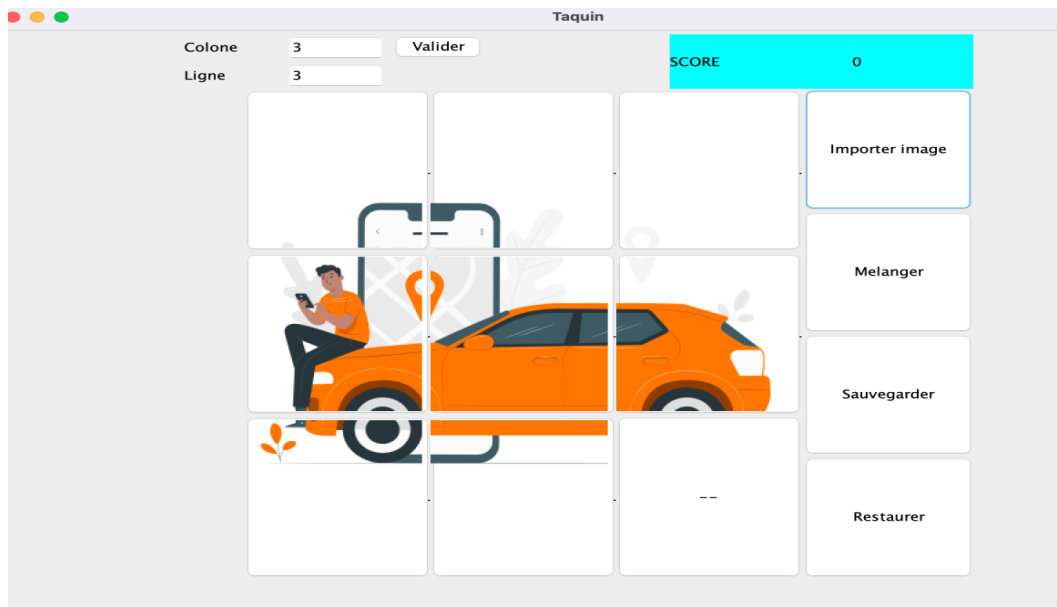 Taquin
Colone 3 Valider
Ligne 3
SCORE 0
Importer image
Melanger
Sauvegarder
--
Restaurer